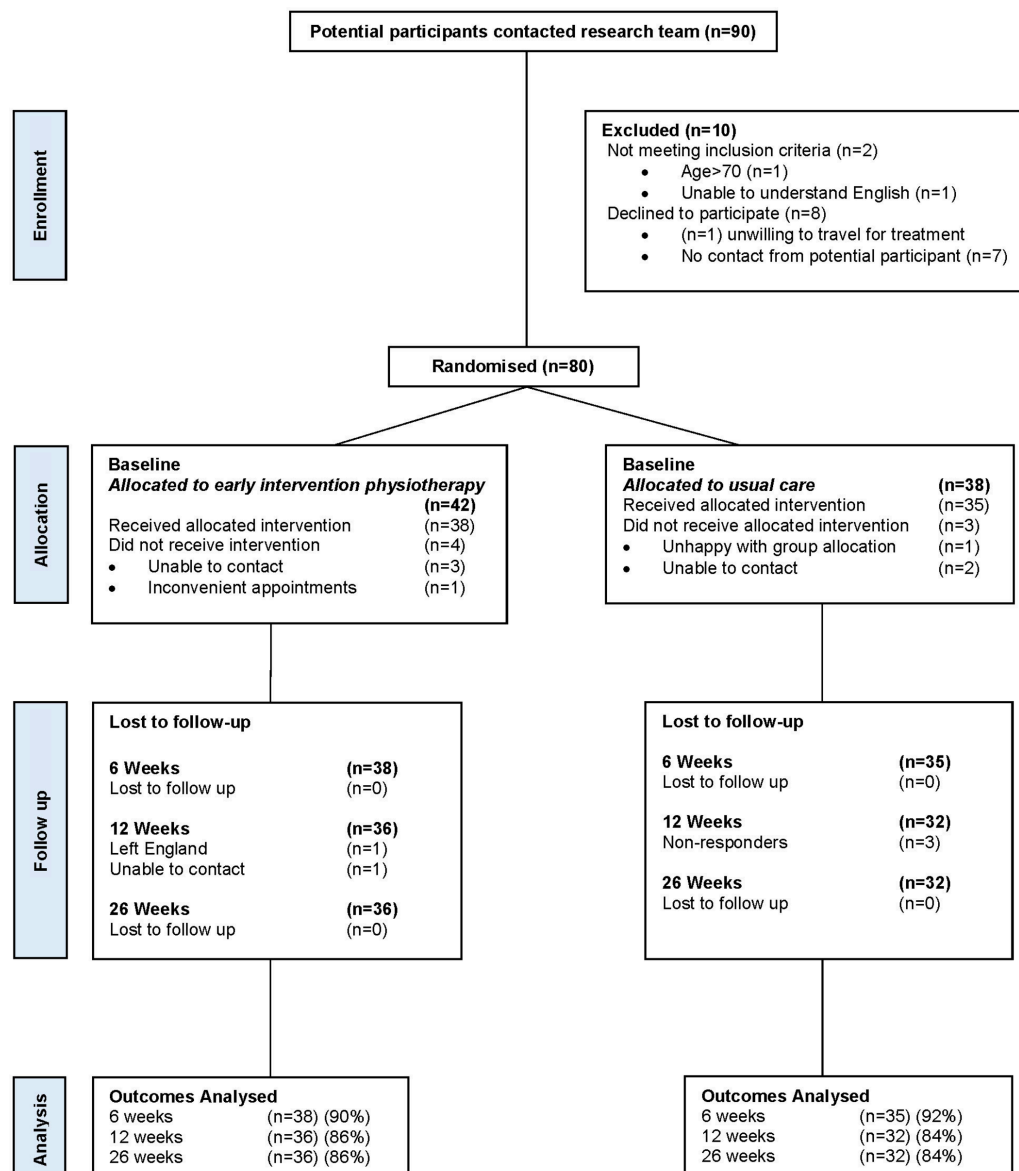 Potential participants contacted research team (n=90)
Enrollment
Excluded (n=10)
Not meeting inclusion criteria (n=2)
• Age>70 (n=1)
• Unable to understand English (n=1)
Declined to participate (n=8)
• (n=1) unwilling to travel for treatment
• No contact from potential participant (n=7)
Randomised (n=80)
Allocation
Baseline
Allocated to early intervention physiotherapy
(n=42)
Received allocated intervention (n=38)
Did not receive intervention (n=4)
• Unable to contact (n=3)
• Inconvenient appointments (n=1)
Baseline
Allocated to usual care (n=38)
Received allocated intervention (n=35)
Did not receive allocated intervention (n=3)
• Unhappy with group allocation (n=1)
• Unable to contact (n=2)
Follow up
Lost to follow-up
6 Weeks (n=38)
Lost to follow up (n=0)
12 Weeks (n=36)
Left England (n=1)
Unable to contact (n=1)
26 Weeks (n=36)
Lost to follow up (n=0)
Lost to follow-up
6 Weeks (n=35)
Lost to follow up (n=0)
12 Weeks (n=32)
Non-responders (n=3)
26 Weeks (n=32)
Lost to follow up (n=0)
Analysis
Outcomes Analysed
6 weeks (n=38) (90%)
12 weeks (n=36) (86%)
26 weeks (n=36) (86%)
Outcomes Analysed
6 weeks (n=35) (92%)
12 weeks (n=32) (84%)
26 weeks (n=32) (84%)